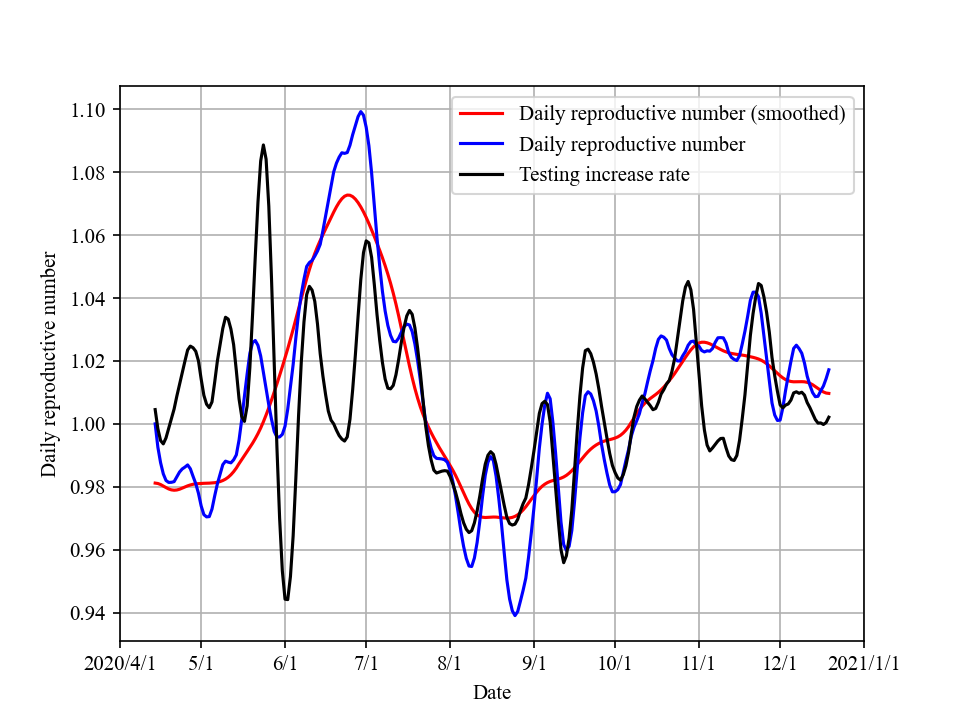 Daily reproductive number (smoothed)
Daily reproductive number
Testing increase rate
Daily reproductive number
1.10
1.08
1.06
1.04
1.02
1.00
0.98
0.96
0.94
2020/4/1 5/1 6/1 7/1 8/1 9/1 10/1 11/1 12/1 2021/1/1
Date